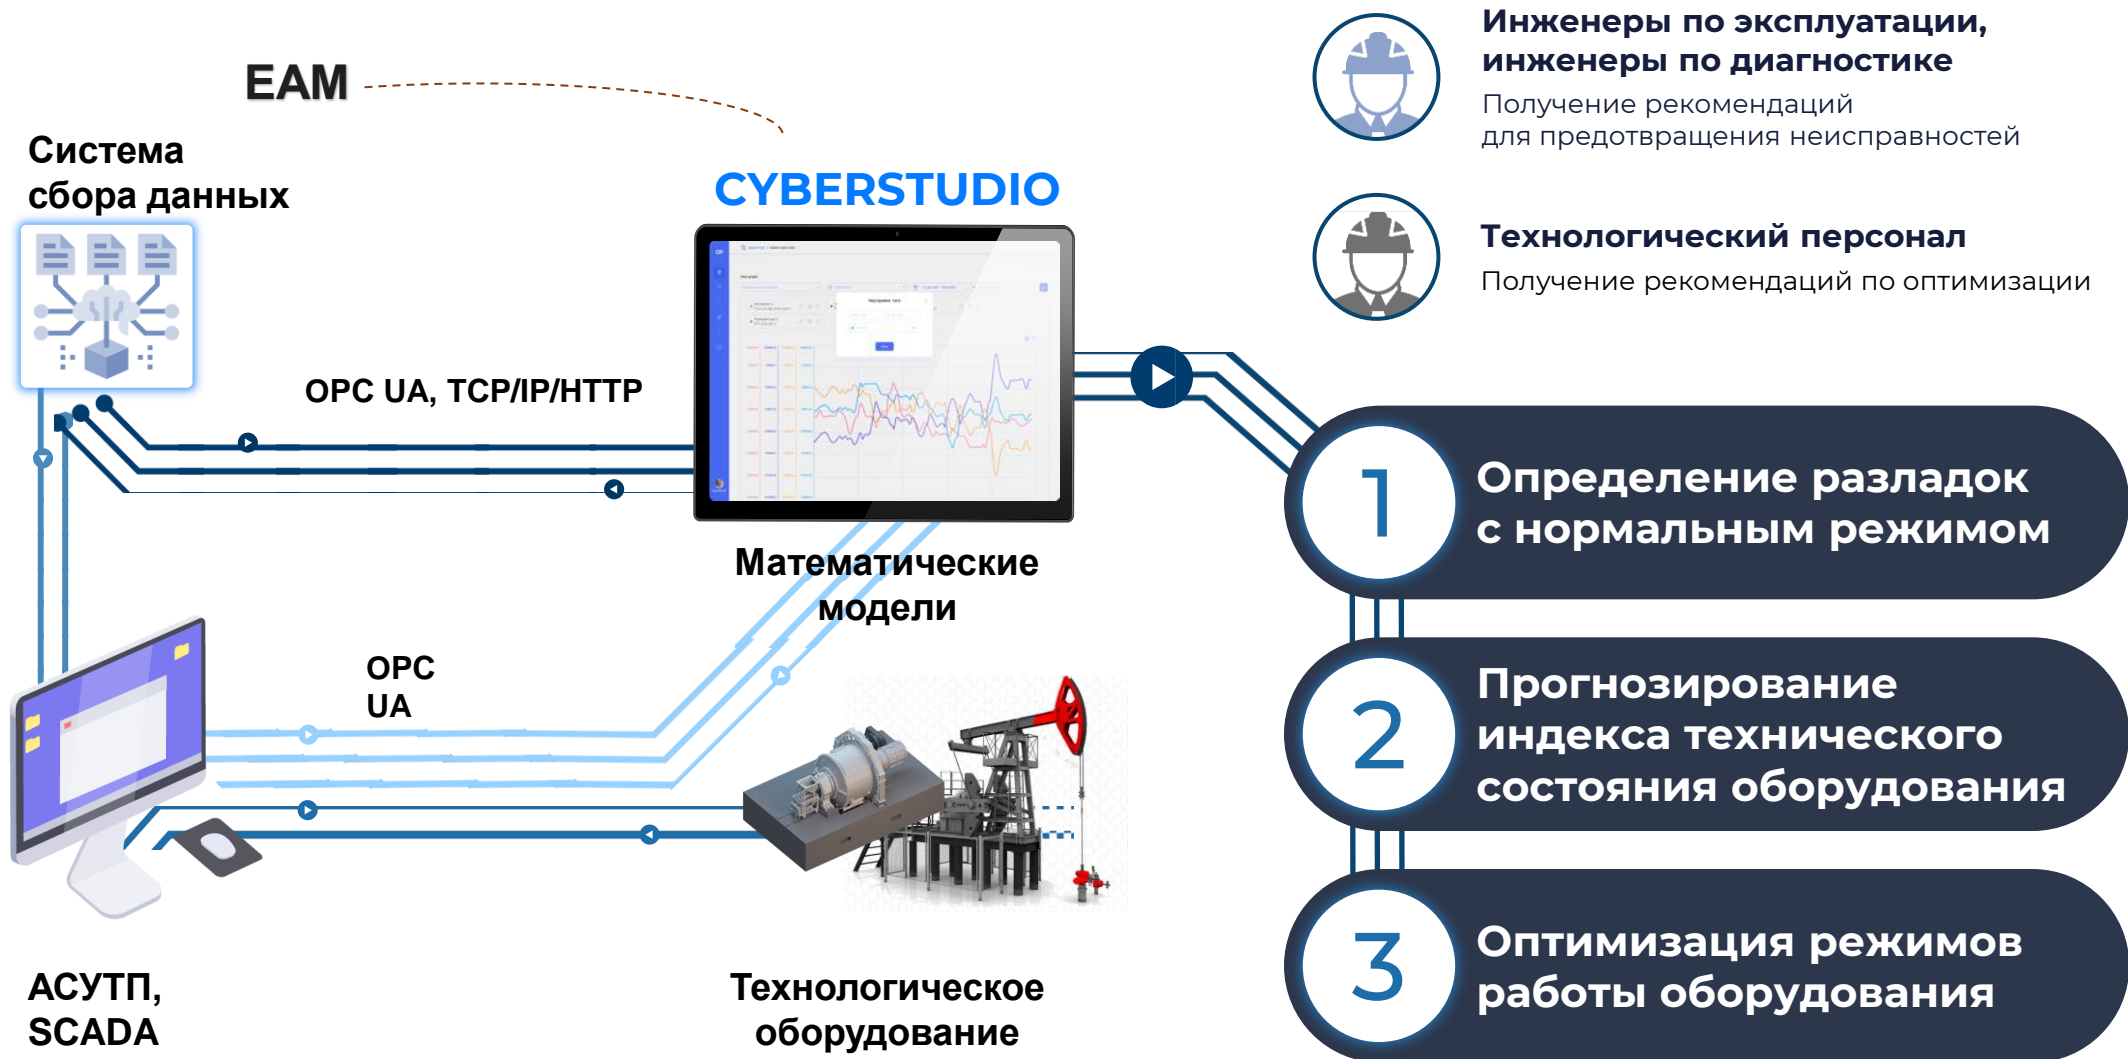 EAM
Система
сбора данных
CYBERSTUDIO
OPC UA, TCP/IP/HTTP
Математические
модели
OPC
UA
АСУТП,
SCADA
Технологическое
оборудование
Инженеры по эксплуатации,
инженеры по диагностике
Получение рекомендаций
для предотвращения неисправностей
Технологический персонал
Получение рекомендаций по оптимизации
1
Определение разладок
с нормальным режимом
2
Прогнозирование
индекса технического
состояния оборудования
3
Оптимизация режимов
работы оборудования